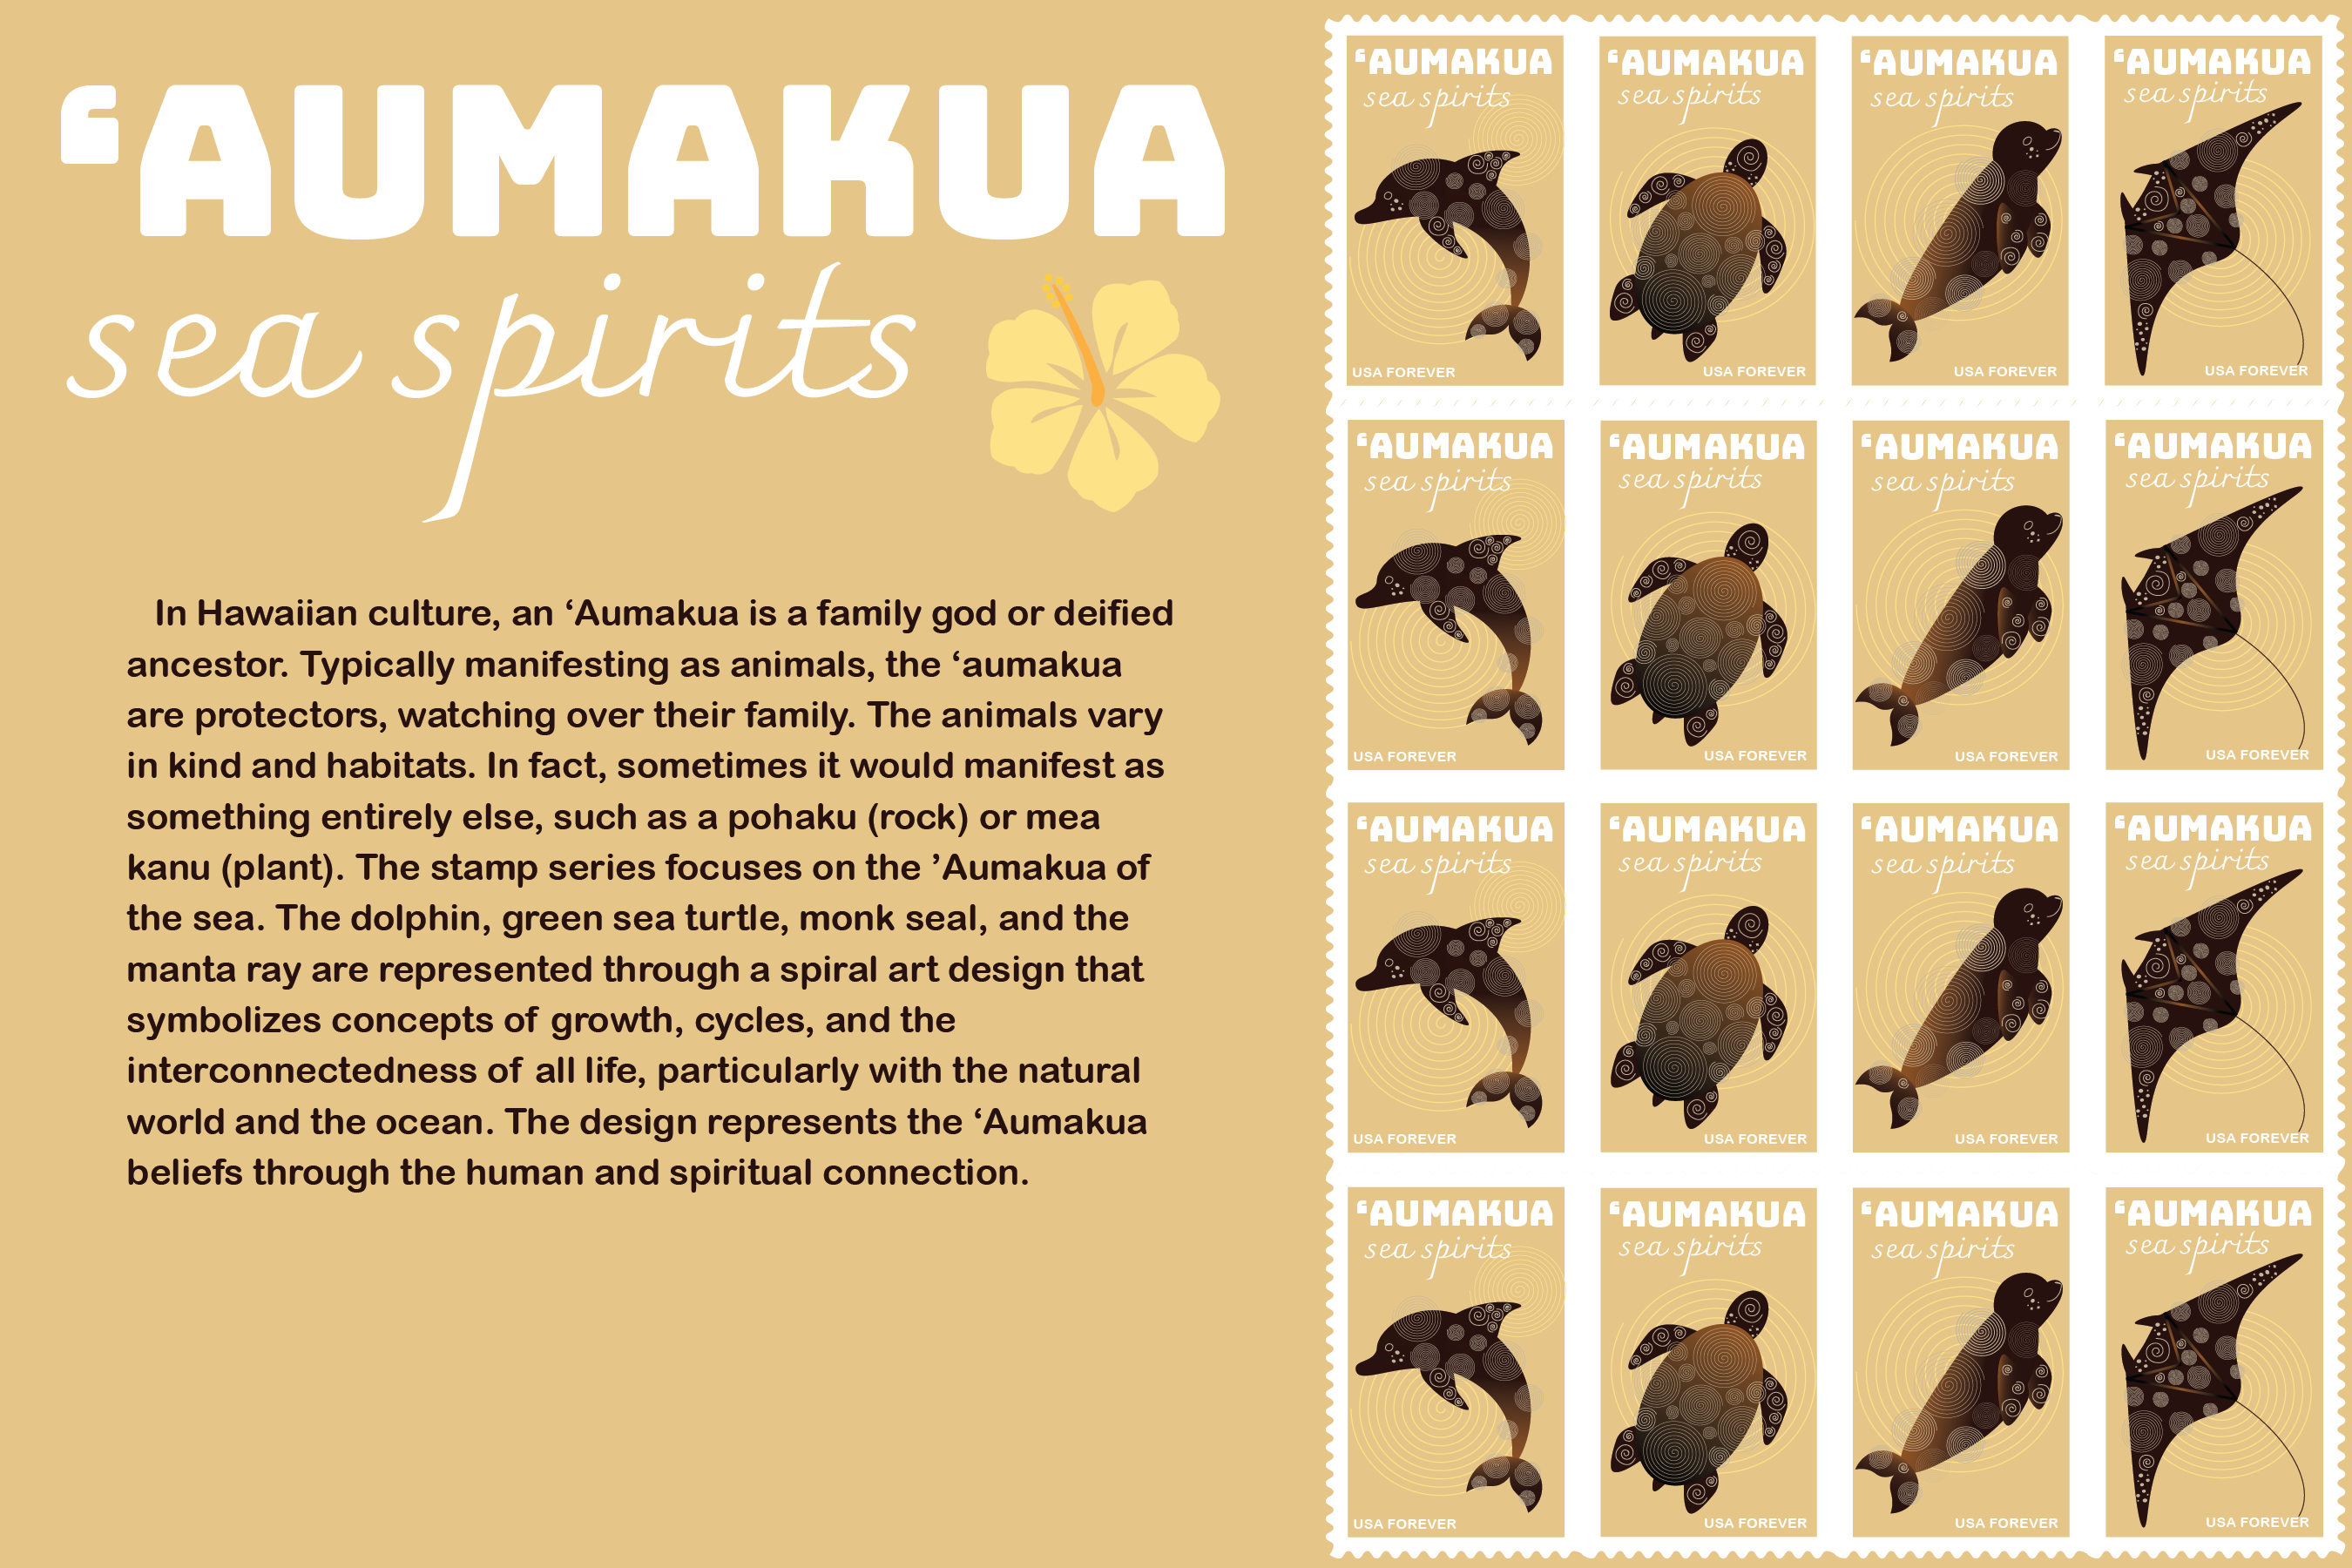 ‘AUMAKUA
sea spirits
In Hawaiian culture, an ‘Aumakua is a family god or deified
ancestor. Typically manifesting as animals, the ‘aumakua
are protectors, watching over their family. The animals vary
in kind and habitats. In fact, sometimes it would manifest as
something entirely else, such as a pohaku (rock) or mea
kanu (plant). The stamp series focuses on the ’Aumakua of
the sea. The dolphin, green sea turtle, monk seal, and the
manta ray are represented through a spiral art design that
symbolizes concepts of growth, cycles, and the
interconnectedness of all life, particularly with the natural
world and the ocean. The design represents the ‘Aumakua
beliefs through the human and spiritual connection.
‘AUMAKUA
sea spirits
USA FOREVER
‘AUMAKUA
sea spirits
USA FOREVER
‘AUMAKUA
sea spirits
USA FOREVER
‘AUMAKUA
sea spirits
USA FOREVER
‘AUMAKUA
sea spirits
USA FOREVER
‘AUMAKUA
sea spirits
USA FOREVER
‘AUMAKUA
sea spirits
USA FOREVER
‘AUMAKUA
sea spirits
USA FOREVER
‘AUMAKUA
sea spirits
USA FOREVER
‘AUMAKUA
sea spirits
USA FOREVER
‘AUMAKUA
sea spirits
USA FOREVER
‘AUMAKUA
sea spirits
USA FOREVER
‘AUMAKUA
sea spirits
USA FOREVER
‘AUMAKUA
sea spirits
USA FOREVER
‘AUMAKUA
sea spirits
USA FOREVER
‘AUMAKUA
sea spirits
USA FOREVER